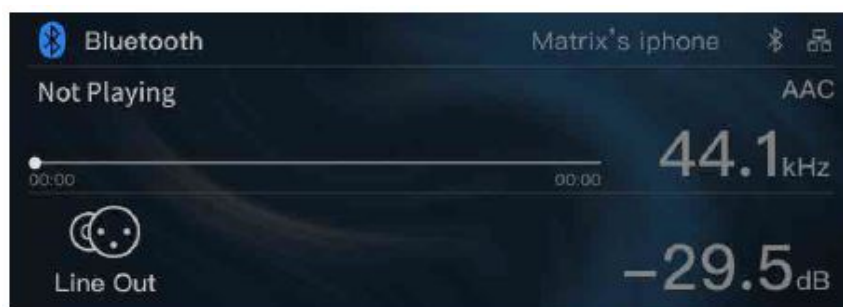 Bluetooth Matrix's iphone
Not Playing AAC
44.1kHz
00:00 00:00
Line Out -29.5dB